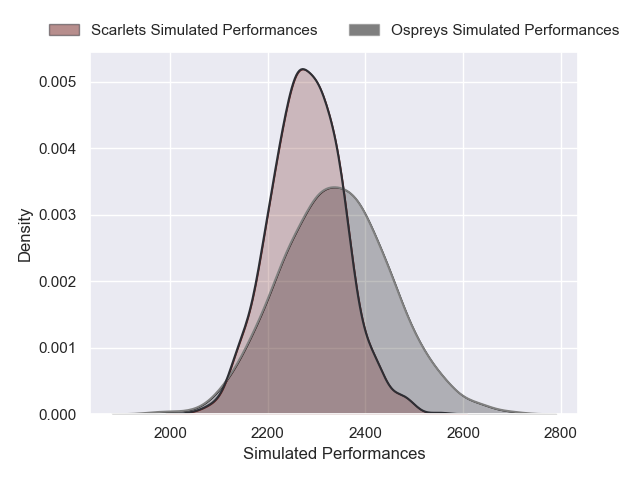 Scarlets Simulated Performances Ospreys Simulated Performances
0.005
0.004
0.003
0.002
0.001
0.000
Density
2000 2200 2400 2600 2800
Simulated Performances